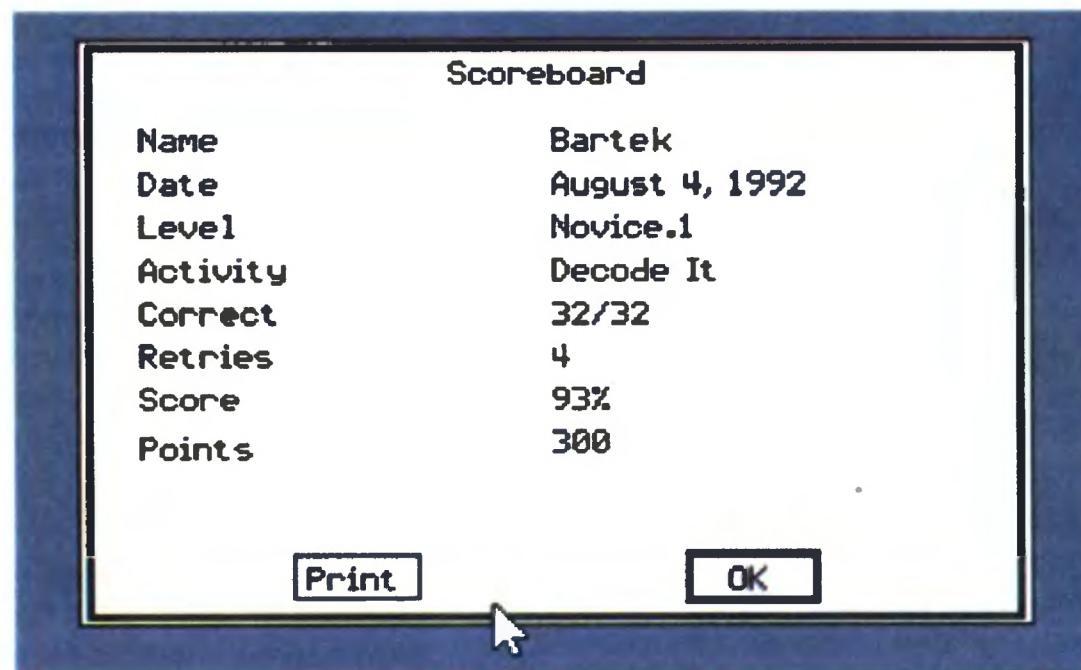 Scoreboard
Name Bartek
Date August 4, 1992
Level Novice.1
Activity Decode It
Correct 32/32
Retries 4
Score 93%
Points 300
Print OK